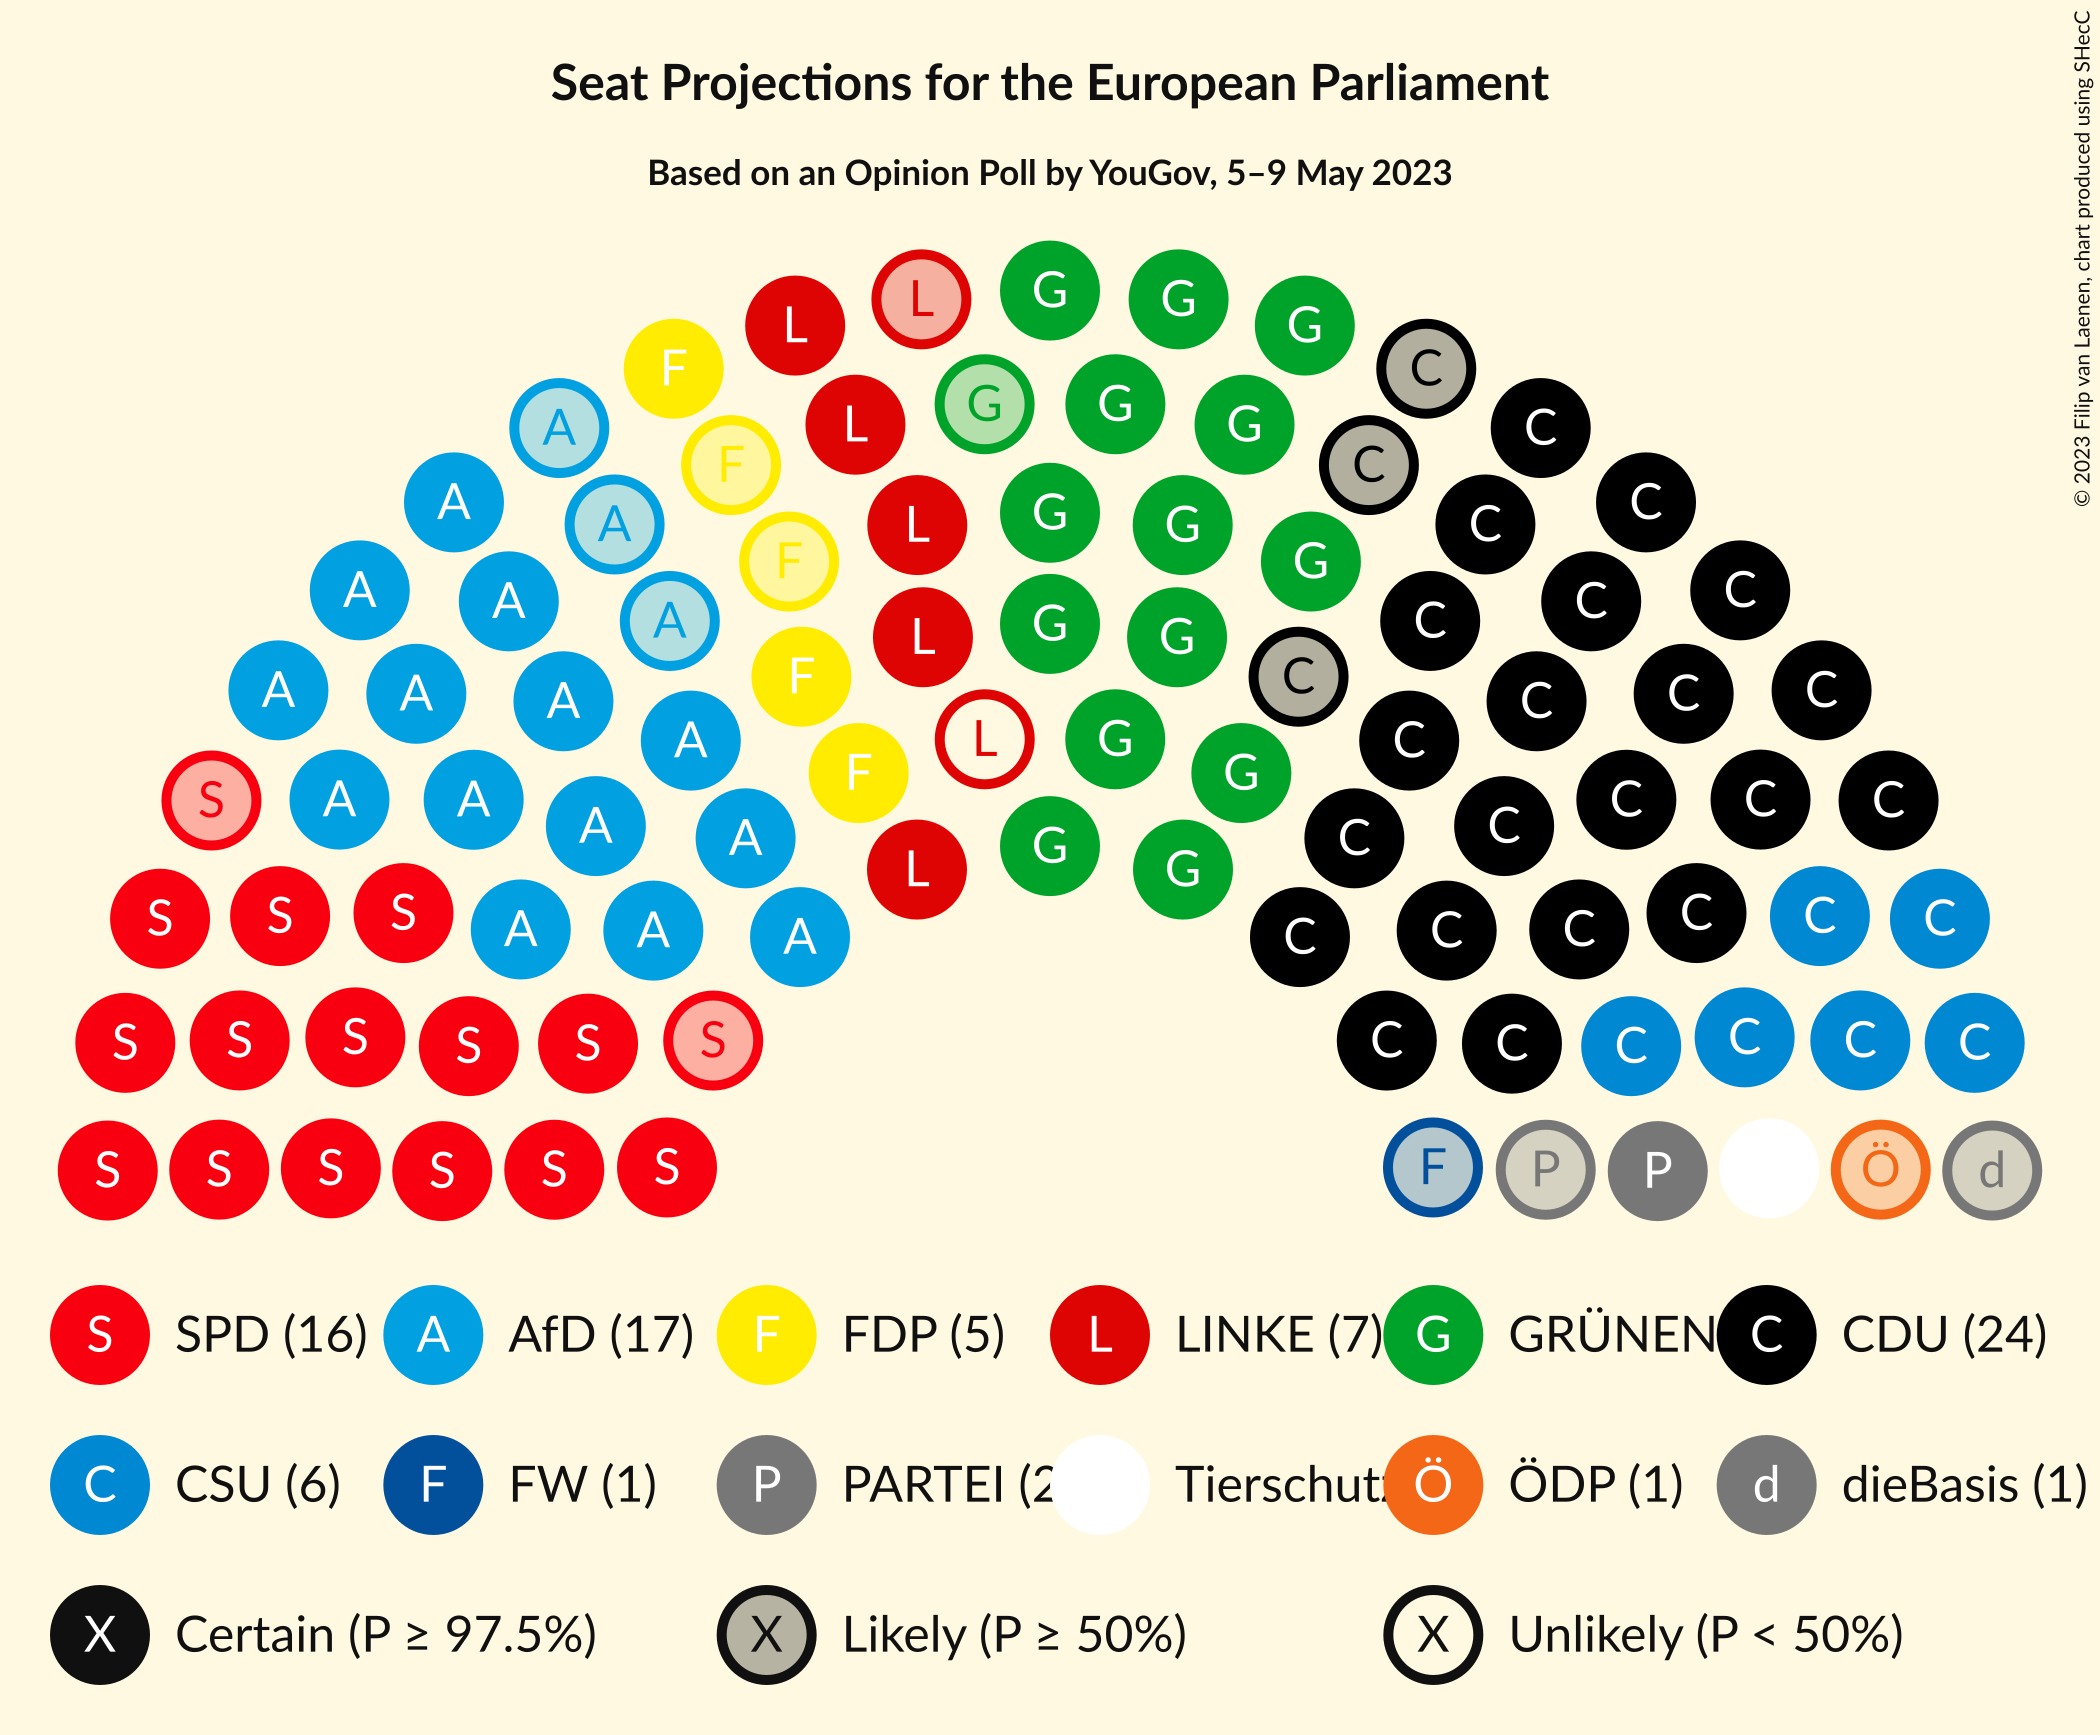 Seat Projections for the European Parliament
Based on an Opinion Poll by YouGov, 5–9 May 2023
© 2023 Filip van Laenen, chart produced using SHecC
L G G G
F L C
A F L G G G C C
A A F L G G G C C C
A A A F L G G C C C C
A A A A F L G G C C C C C
S A A A A L G G C C C C C
S S S A A A C C C C C C
S S S S S S C C C C C C
S S S S S S F P P Ö d
S SPD (16) A AfD (17) F FDP (5) L LINKE (7) G GRÜNEN C CDU (24)
C CSU (6) F FW (1) P PARTEI (2 Tierschutz Ö ÖDP (1) d dieBasis (1)
X Certain (P ≥ 97.5%) X Likely (P ≥ 50%) X Unlikely (P < 50%)